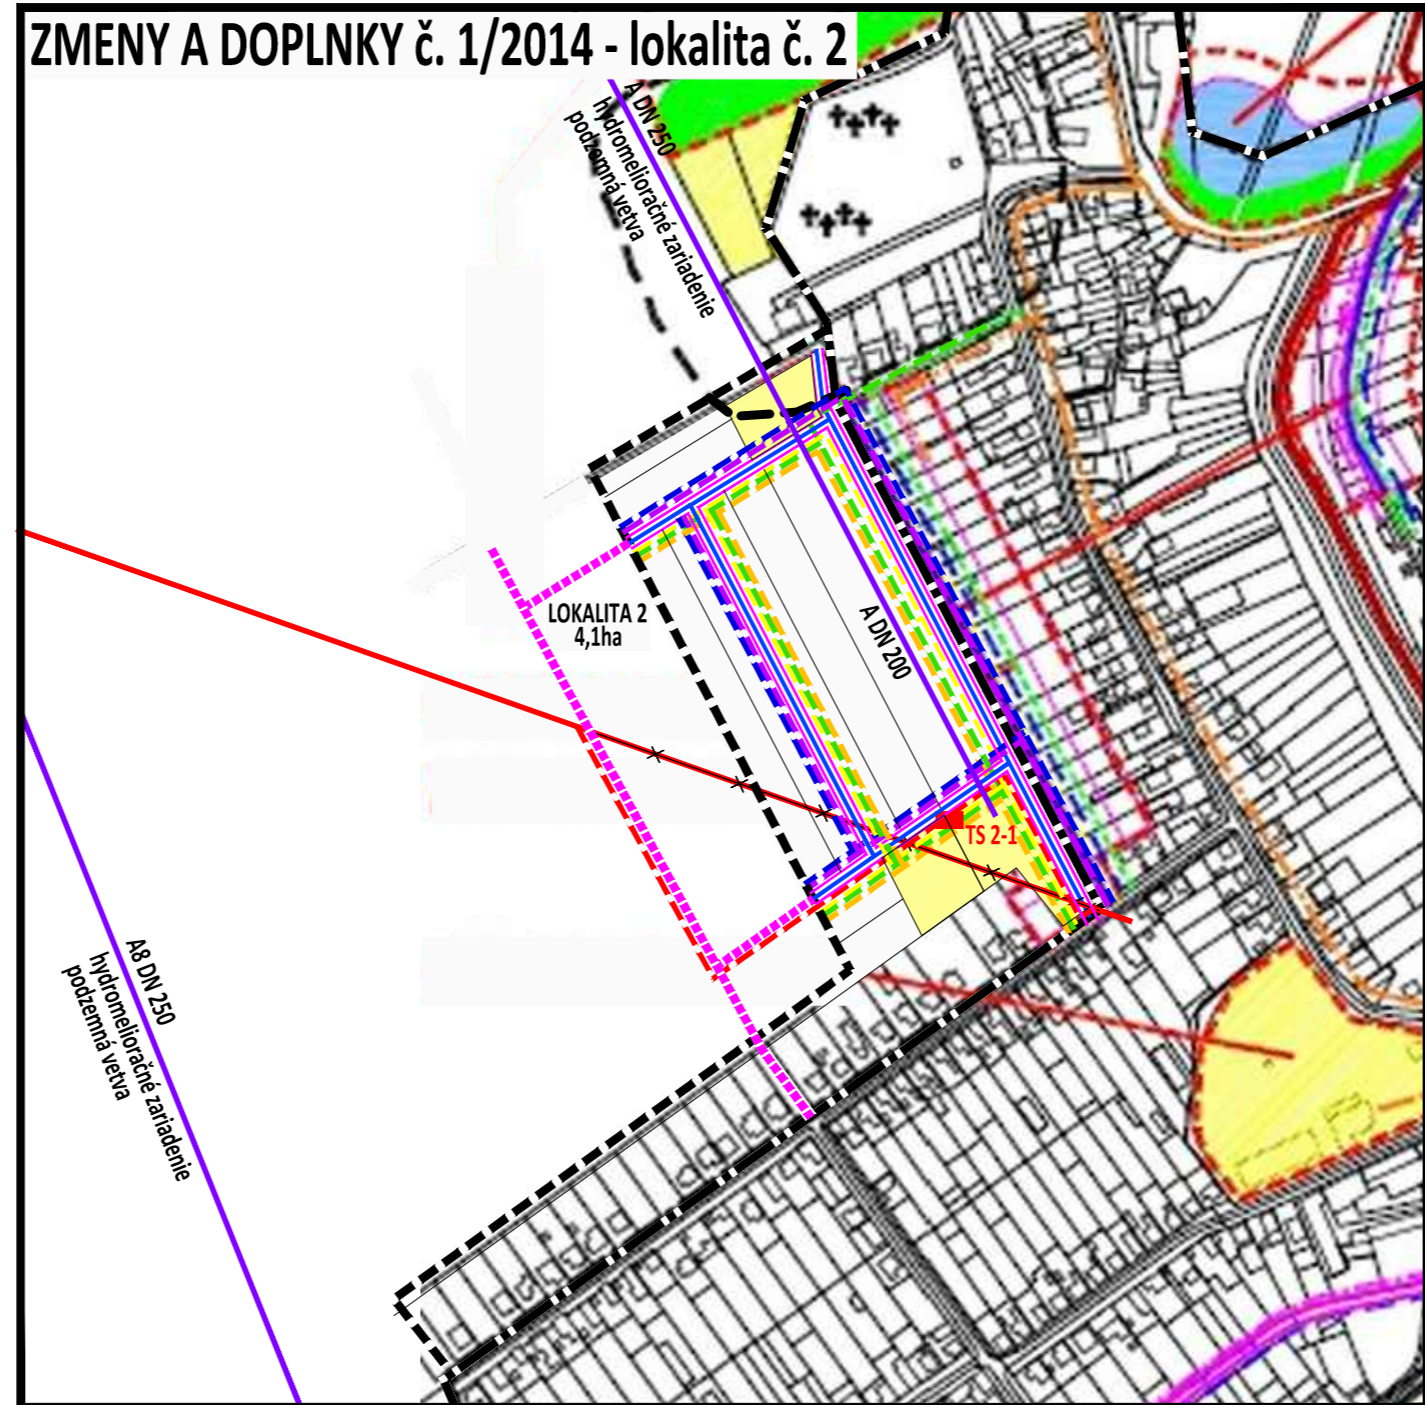 ZMENY A DOPLNKY č. 1/2014 - lokalita č. 2
A DN 250
hydromelioračné zariadenie
podzemná vetva
LOKALITA 2
4,1ha
A DN 200
TS 2-1
A8 DN 250
hydromelioračné zariadenie
podzemná vetva